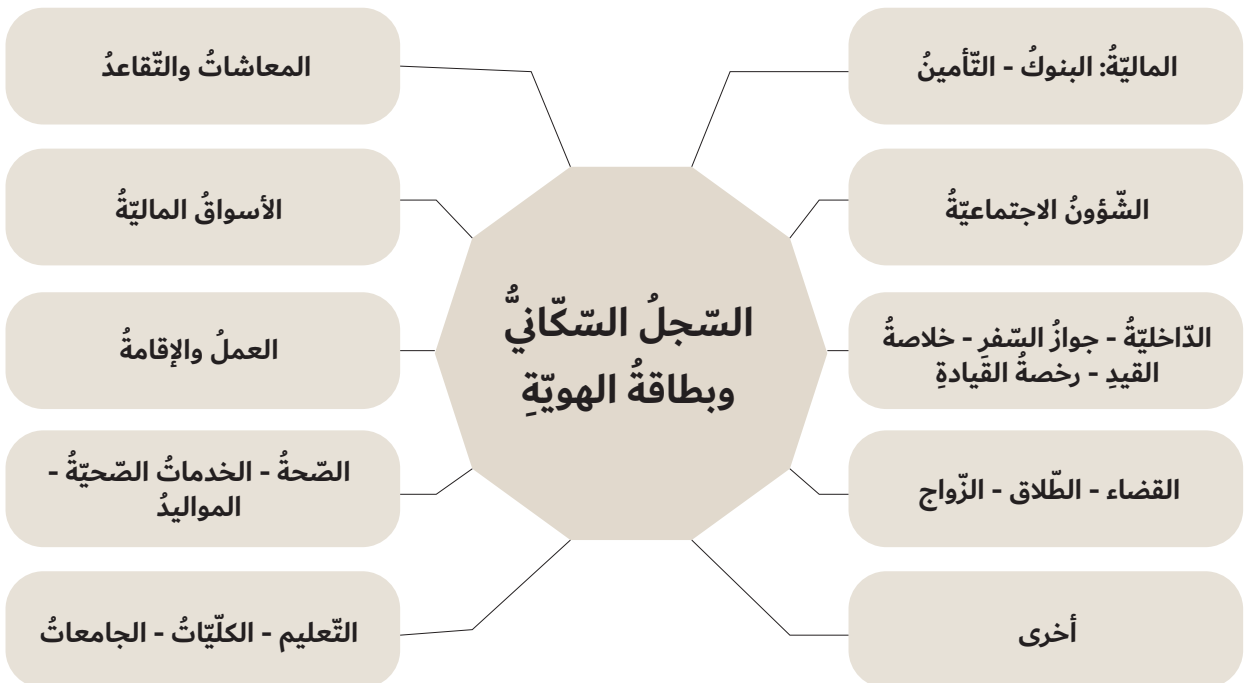 الماليّةُ: البنوكُ - التّأمينُ
الشّؤونُ الاجتماعيّةُ
الدّاخليّةُ - جوازُ السّفرِ - خلاصةُ
القيدِ - رخصةُ القيادةِ
القضاء - الطّلاق - الزّواج
أخرى
السّجلُ السّكّانيُّ
وبطاقةُ الهويّةِ
المعاشاتُ والتّقاعدُ
الأسواقُ الماليّةُ
العملُ والإقامةُ
الصّحةُ - الخدماتُ الصّحيّةُ -
المواليدُ
التّعليم - الكلّيّاتُ - الجامعاتُ